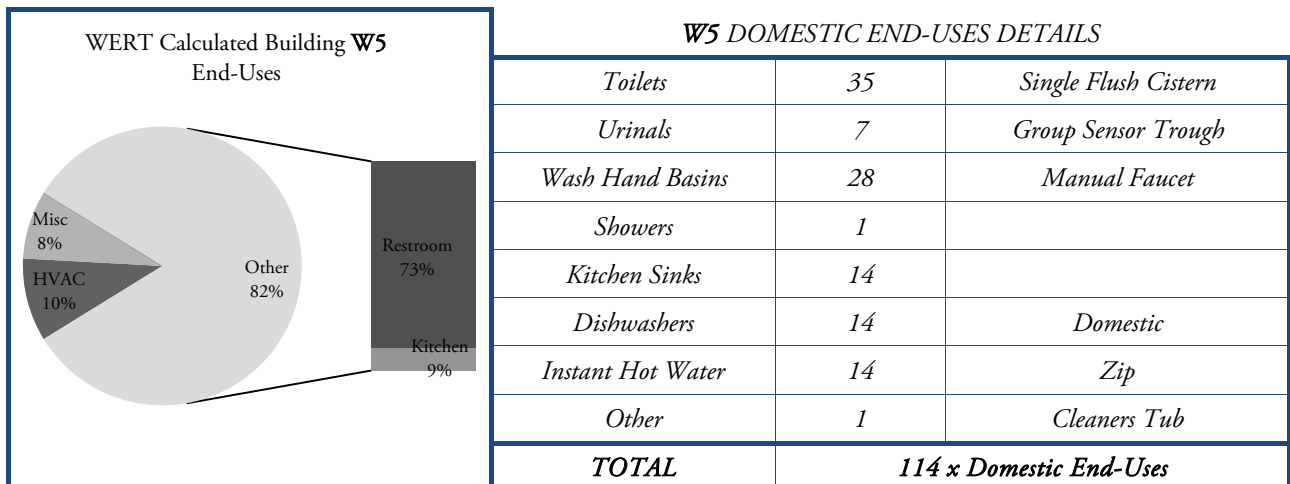 WERT Calculated Building W5
End-Uses
Misc
8%
HVAC
10%
Other
82%
Restroom
73%
Kitchen
9%
W5 DOMESTIC END-USES DETAILS
Toilets 35 Single Flush Cistern
Urinals 7 Group Sensor Trough
Wash Hand Basins 28 Manual Faucet
Showers 1
Kitchen Sinks 14
Dishwashers 14 Domestic
Instant Hot Water 14 Zip
Other 1 Cleaners Tub
TOTAL 114 x Domestic End-Uses